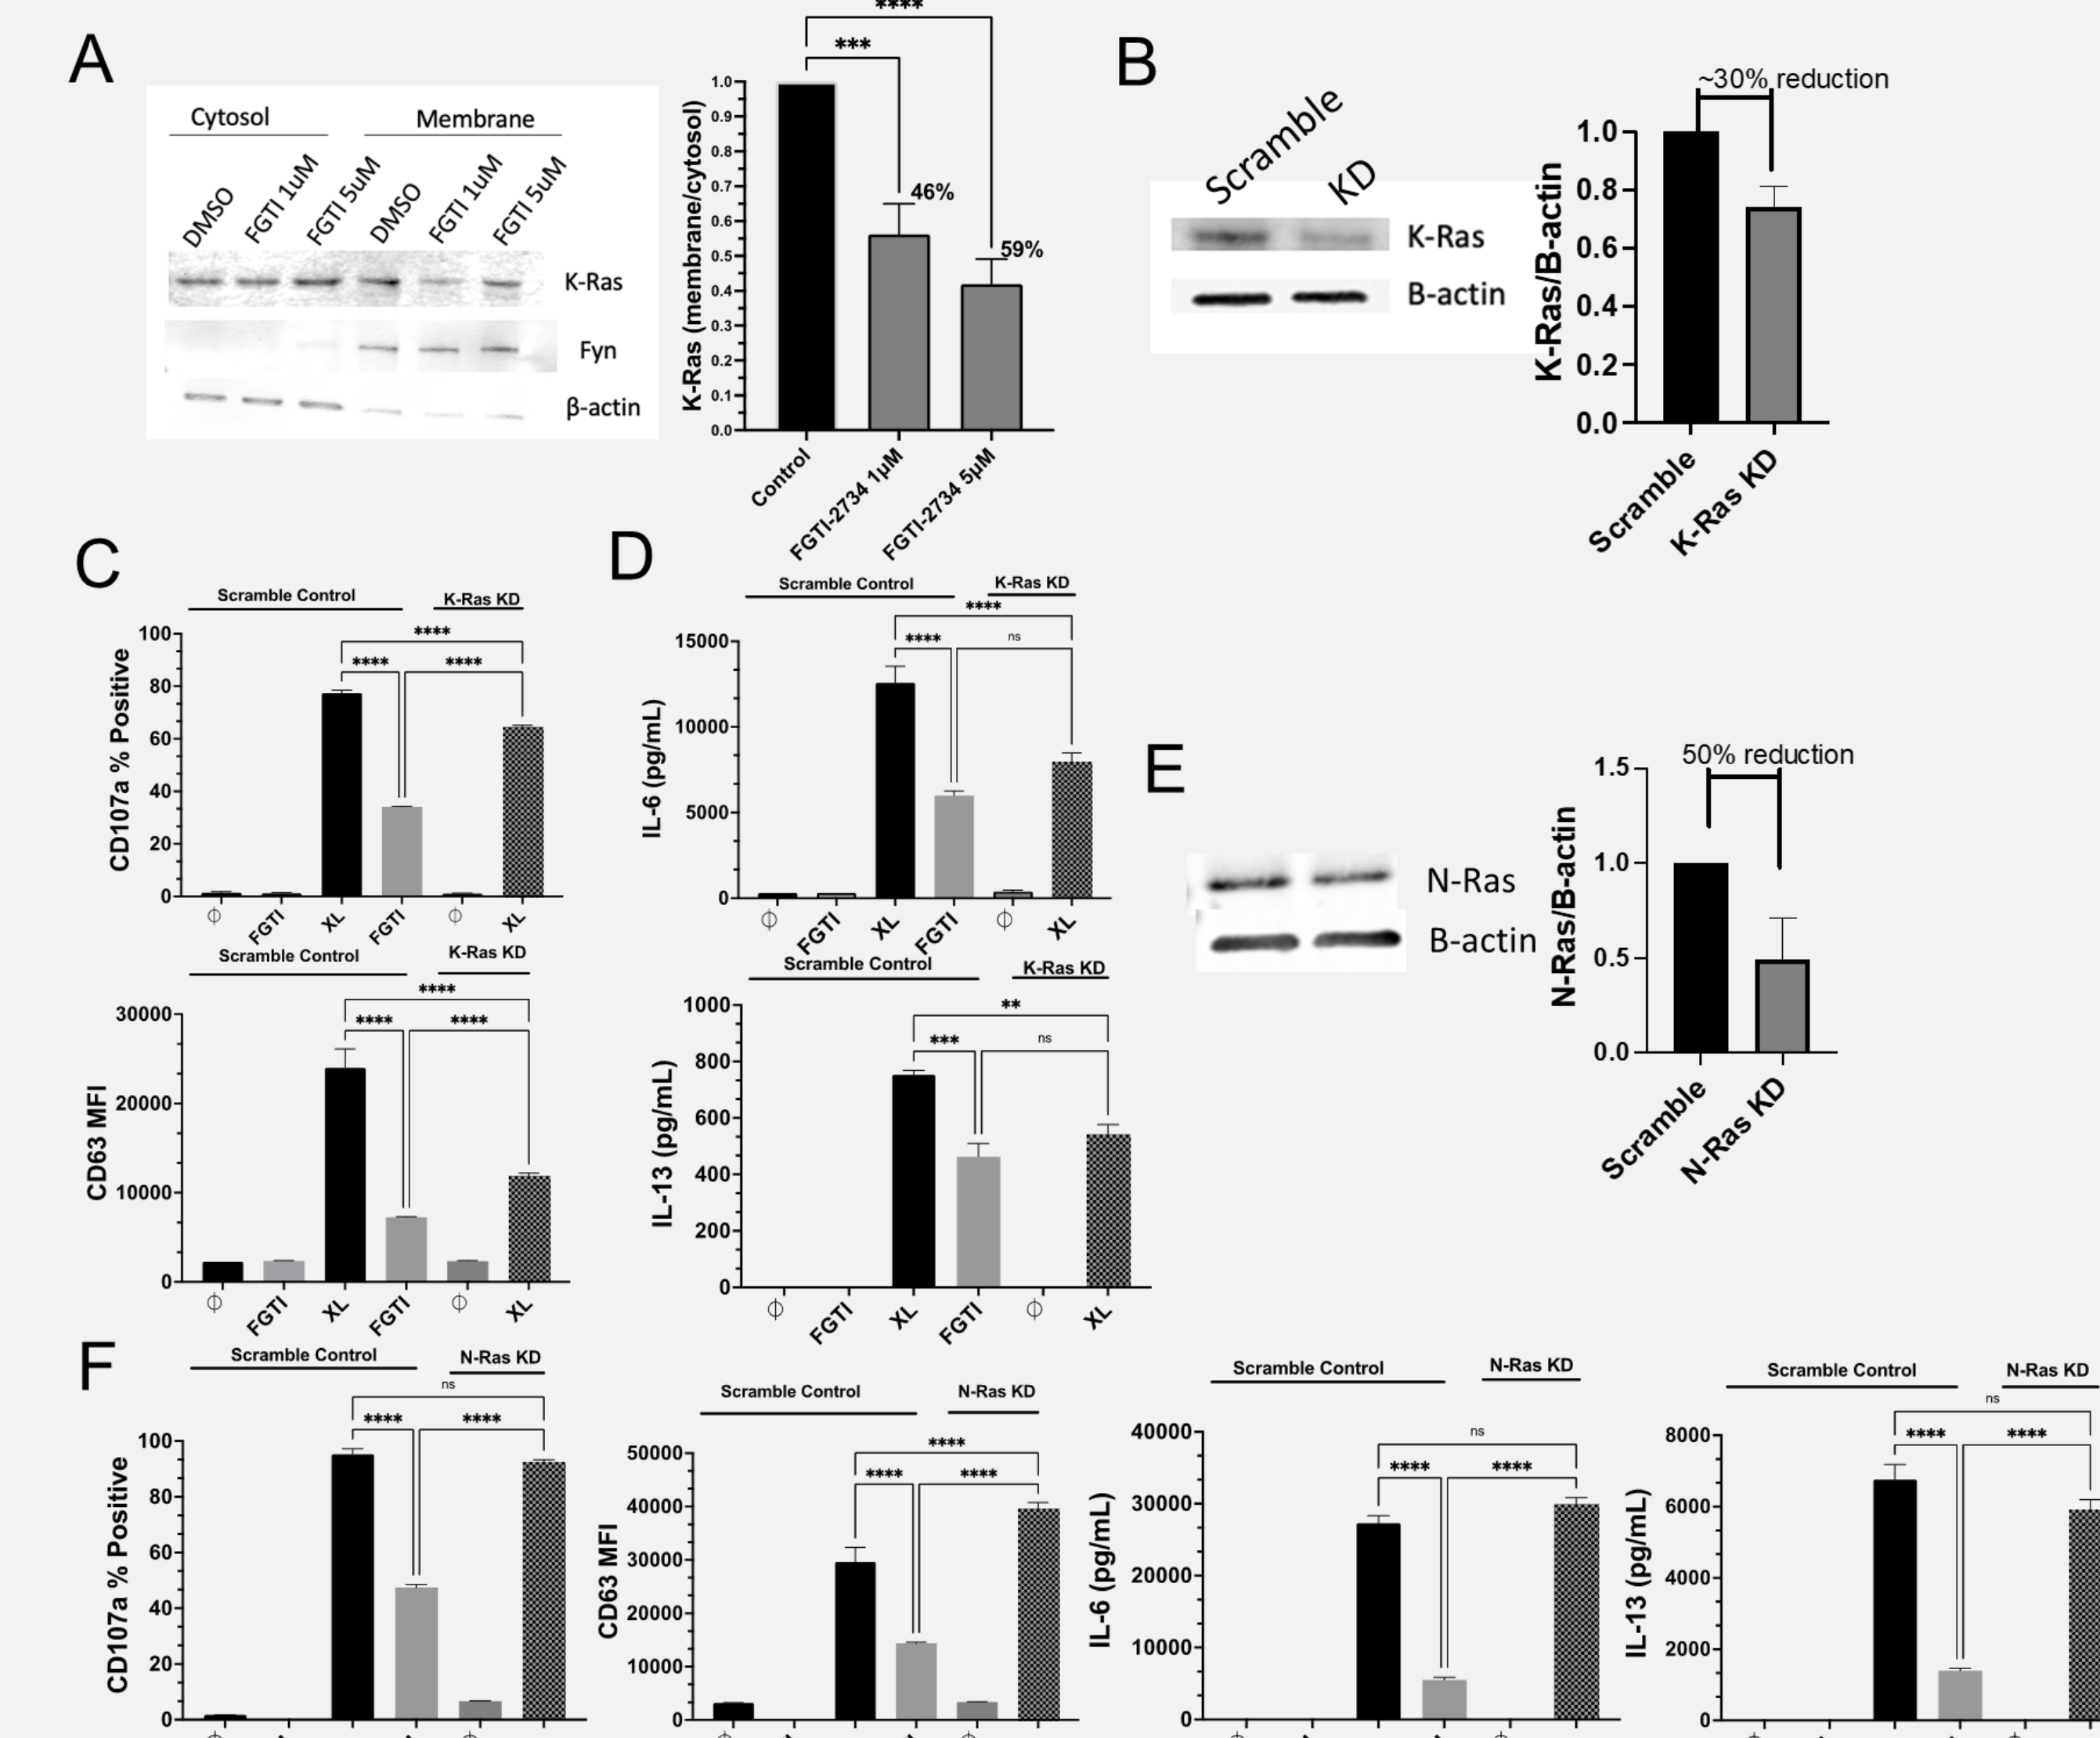 A
Cytosol
Membrane
DMSO
FGTI 1uM
FGTI 5uM
DMSO
FGTI 1uM
FGTI 5uM
K-Ras
Fyn
β-actin
****
***
46%
59%
K-Ras (membrane/cytosol)
1.0
0.9
0.8
0.7
0.6
0.5
0.4
0.3
0.2
0.1
0.0
Control
FGTI-2734 1µM
FGTI-2734 5µM
B
Scramble
KD
K-Ras
B-actin
~30% reduction
K-Ras/B-actin
1.0
0.8
0.6
0.4
0.2
0.0
Scramble
K-Ras KD
C
Scramble Control
K-Ras KD
****
****
****
CD107a % Positive
100
80
60
40
20
0
Φ
FGTI
XL
FGTI
Φ
XL
Scramble Control
K-Ras KD
****
****
****
CD63 MFI
30000
20000
10000
0
Φ
FGTI
XL
FGTI
Φ
XL
D
Scramble Control
K-Ras KD
****
****
ns
IL-6 (pg/mL)
15000
10000
5000
0
Φ
FGTI
XL
FGTI
Φ
XL
Scramble Control
K-Ras KD
**
***
ns
IL-13 (pg/mL)
1000
800
600
400
200
0
Φ
FGTI
XL
FGTI
Φ
XL
E
N-Ras
B-actin
50% reduction
N-Ras/B-actin
1.5
1.0
0.5
0.0
Scramble
N-Ras KD
F
Scramble Control
N-Ras KD
ns
****
****
CD107a % Positive
100
80
60
40
20
0
Scramble Control
N-Ras KD
****
****
****
CD63 MFI
50000
40000
30000
20000
10000
0
Scramble Control
N-Ras KD
ns
****
****
IL-6 (pg/mL)
40000
30000
20000
10000
0
Scramble Control
N-Ras KD
ns
****
****
IL-13 (pg/mL)
8000
6000
4000
2000
0